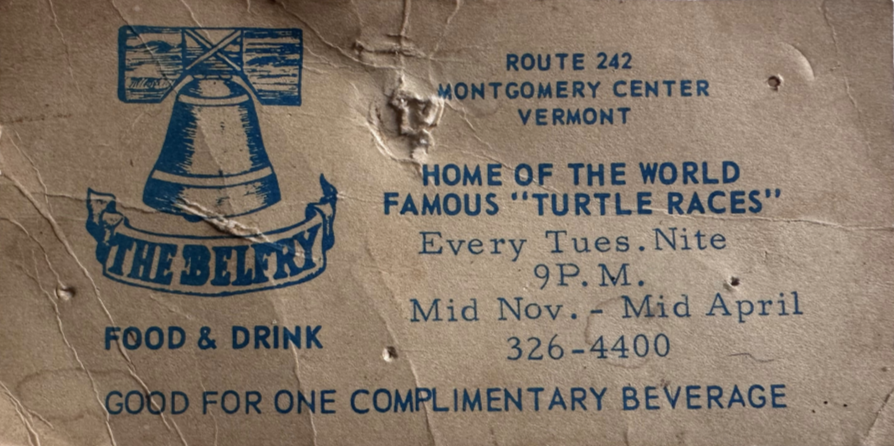 THE BELFRY
FOOD & DRINK
ROUTE 242
MONTGOMERY CENTER
VERMONT
HOME OF THE WORLD
FAMOUS “TURTLE RACES”
Every Tues. Nite
9P.M.
Mid Nov. - Mid April
326-4400
GOOD FOR ONE COMPLIMENTARY BEVERAGE